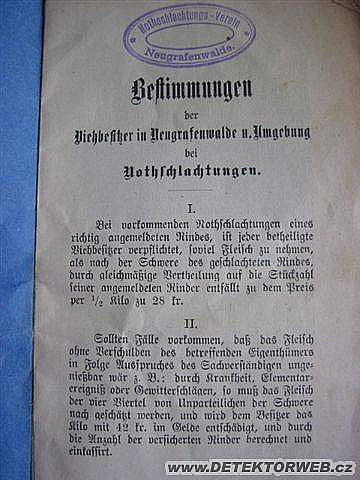 Nothschlachtungs-Verein
Neugrafenwalde.
Bestimmungen
der
Viehbesitzer in Neugrafenwalde u. Umgebung
bei
Nothschlachtungen.
I.
Bei vorkommenden Nothschlachtungen eines
richtig angemeldeten Rindes, ist jeder betheiligte
Viehbesitzer verpflichtet, soviel Fleisch zu nehmen,
als nach der Schwere des geschlachteten Rindes,
durch gleichmäßige Vertheilung auf die Stückzahl
seiner angemeldeten Rinder entfällt zu dem Preis
per 1/2 Kilo zu 28 kr.
II.
Sollten Fälle vorkommen, daß das Fleisch
ohne Verschulden des betreffenden Eigenthümers
in Folge Ausspruches des Sachverständigen unge-
nießbar wär z. B.: durch Krankheit, Elementar-
ereigniß oder Gewitterschlägen, so muß das Fleisch
der vier Viertel von Unparteilichen der Schwere
nach geschätzt werden, und wird dem Besitzer das
Kilo mit 42 kr. im Gelde entschädigt, und durch
die Anzahl der versicherten Rinder berechnet und
einkassirt.
www.DETEKTORWEB.cz